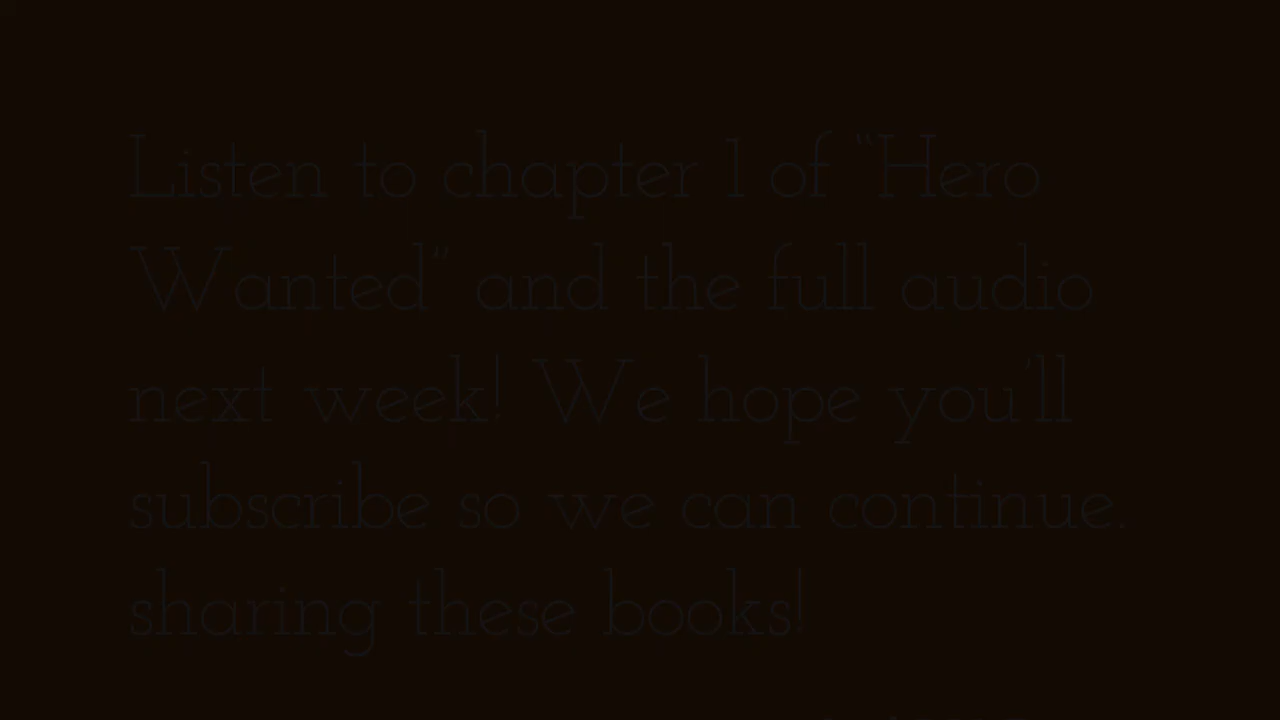 Listen to chapter 1 of “Hero
Wanted” and the full audio
next week! We hope you'll
subscribe so we can continue.
sharing these books!